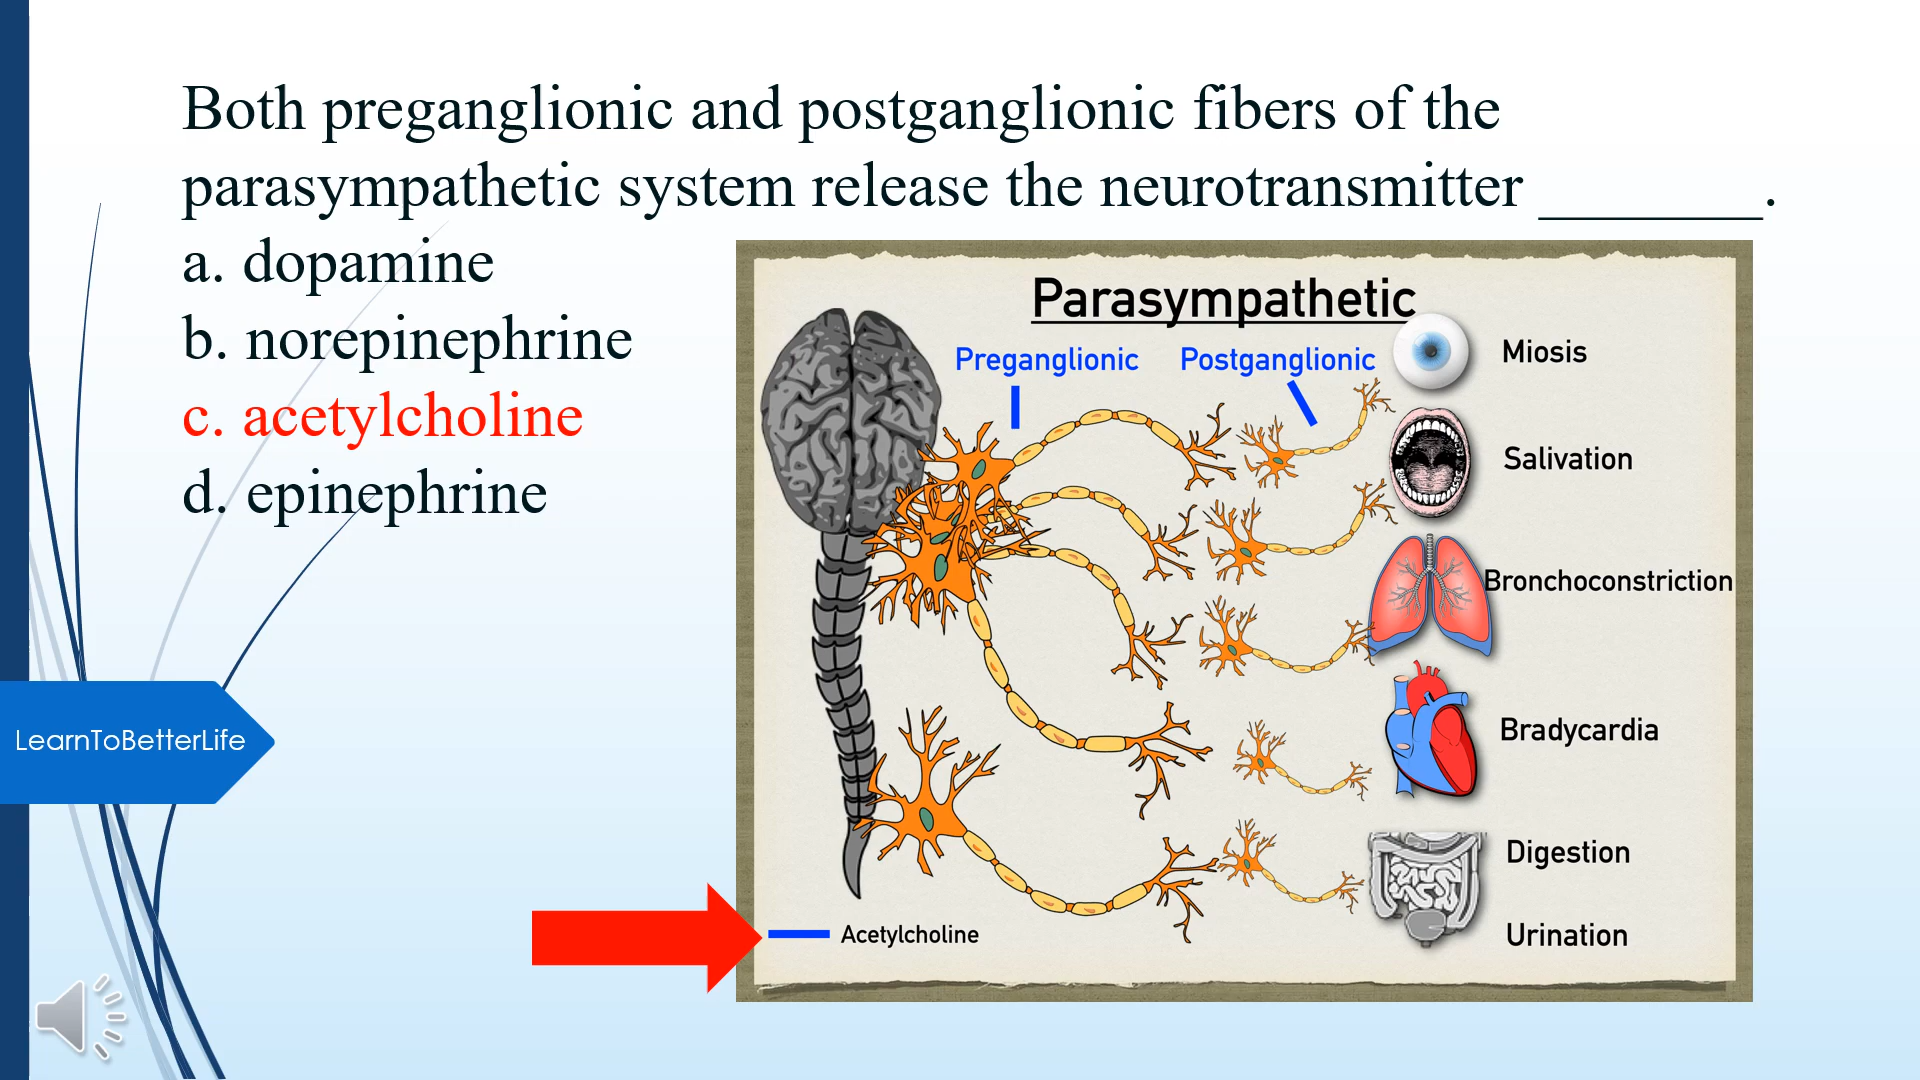 Both preganglionic and postganglionic fibers of the
parasympathetic system release the neurotransmitter _______.
a. dopamine
b. norepinephrine
c. acetylcholine
d. epinephrine
Parasympathetic
Preganglionic
Postganglionic
Miosis
Salivation
Bronchoconstriction
Bradycardia
Digestion
Urination
Acetylcholine
LearnToBetterLife